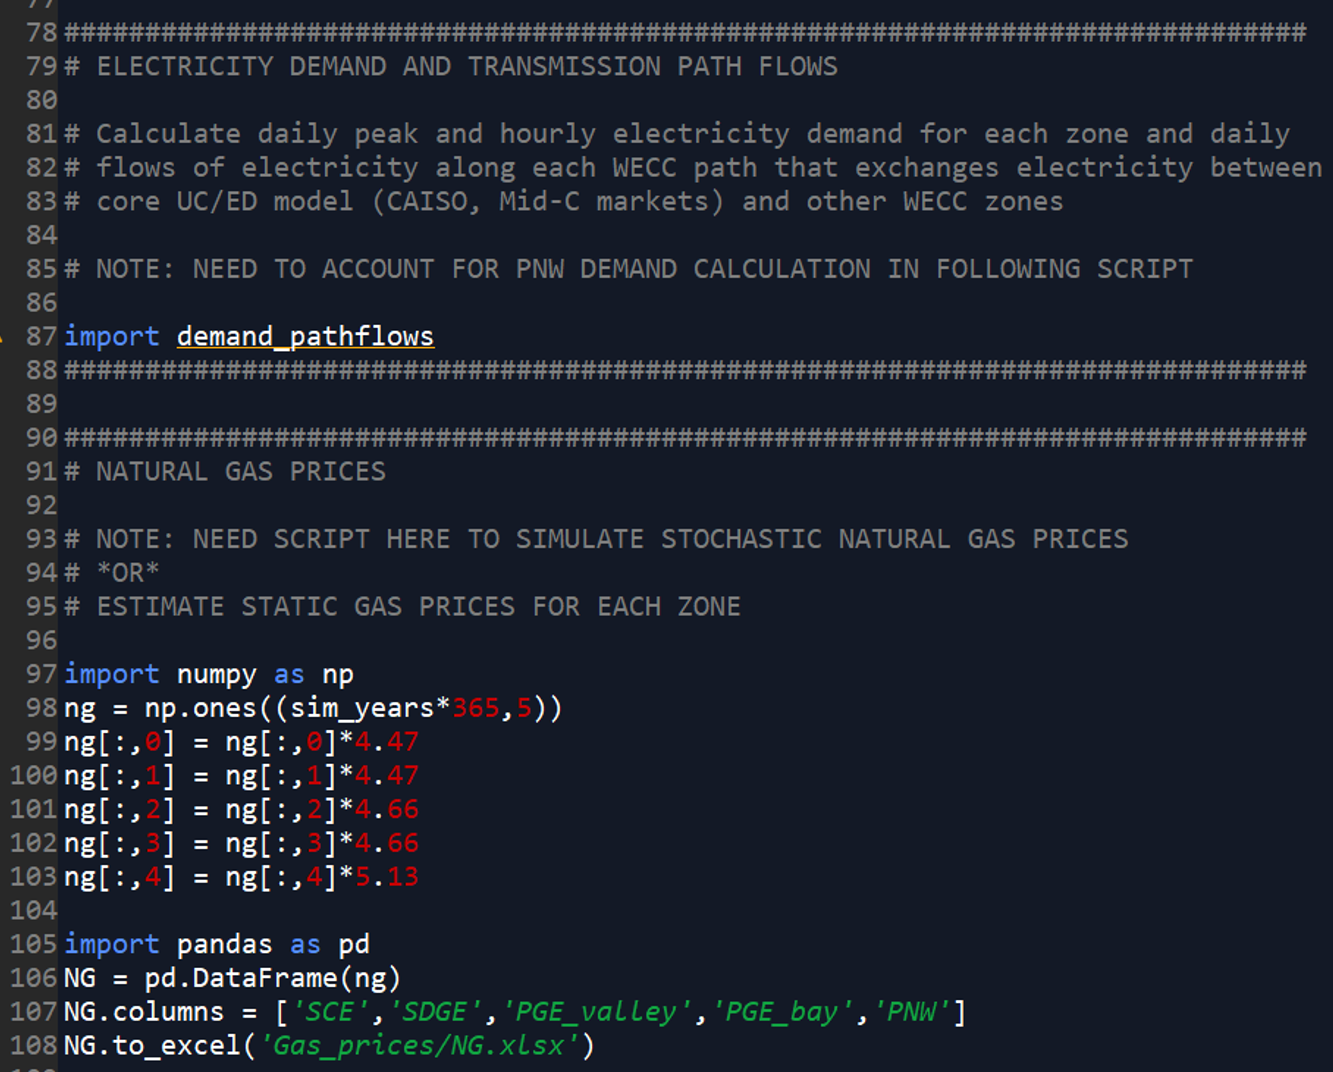 77
78 #############################################################################
79 # ELECTRICITY DEMAND AND TRANSMISSION PATH FLOWS
80
81 # Calculate daily peak and hourly electricity demand for each zone and daily
82 # flows of electricity along each WECC path that exchanges electricity between
83 # core UC/ED model (CAISO, Mid-C markets) and other WECC zones
84
85 # NOTE: NEED TO ACCOUNT FOR PNW DEMAND CALCULATION IN FOLLOWING SCRIPT
86
87 import demand_pathflows
88 #############################################################################
89
90 #############################################################################
91 # NATURAL GAS PRICES
92
93 # NOTE: NEED SCRIPT HERE TO SIMULATE STOCHASTIC NATURAL GAS PRICES
94 # *OR*
95 # ESTIMATE STATIC GAS PRICES FOR EACH ZONE
96
97 import numpy as np
98 ng = np.ones((sim_years*365,5))
99 ng[:,0] = ng[:,0]*4.47
100 ng[:,1] = ng[:,1]*4.47
101 ng[:,2] = ng[:,2]*4.66
102 ng[:,3] = ng[:,3]*4.66
103 ng[:,4] = ng[:,4]*5.13
104
105 import pandas as pd
106 NG = pd.DataFrame(ng)
107 NG.columns = ['SCE','SDGE','PGE_valley','PGE_bay','PNW']
108 NG.to_excel('Gas_prices/NG.xlsx')